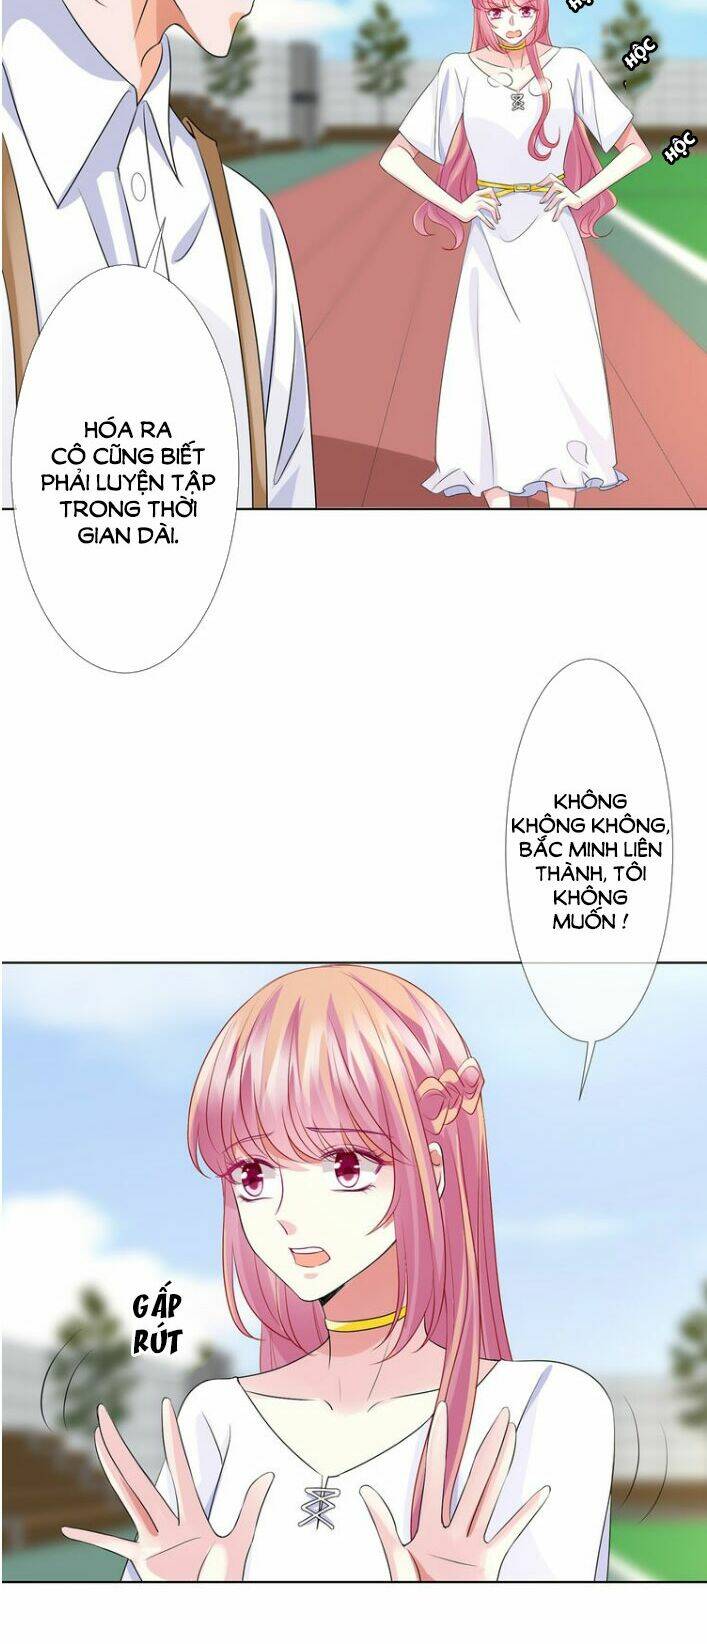 HỘC
HỘC
HÓA RA
CÔ CŨNG BIẾT
PHẢI LUYỆN TẬP
TRONG THỜI
GIAN DÀI.
KHÔNG
KHÔNG KHÔNG,
BẮC MINH LIÊN
THÀNH, TÔI
KHÔNG
MUỐN !
GẤP
RÚT